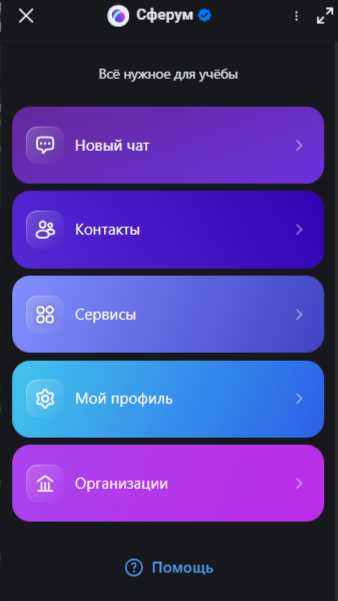 Сферум
Всё нужное для учёбы
Новый чат
Контакты
Сервисы
Мой профиль
Организации
Помощь